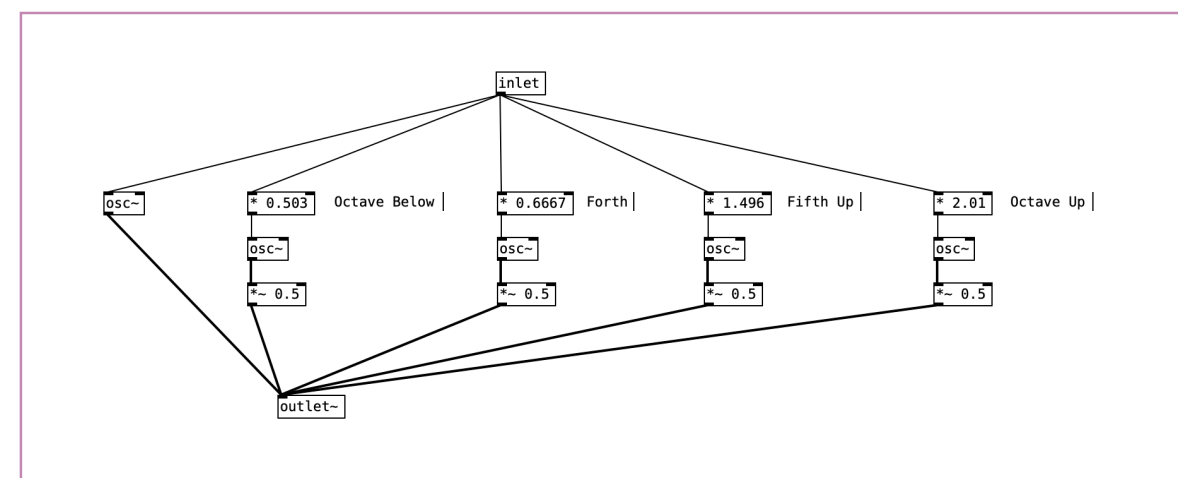 inlet
osc~
* 0.503
Octave Below
* 0.6667
Forth
* 1.496
Fifth Up
* 2.01
Octave Up
osc~
osc~
osc~
osc~
*~ 0.5
*~ 0.5
*~ 0.5
*~ 0.5
outlet~